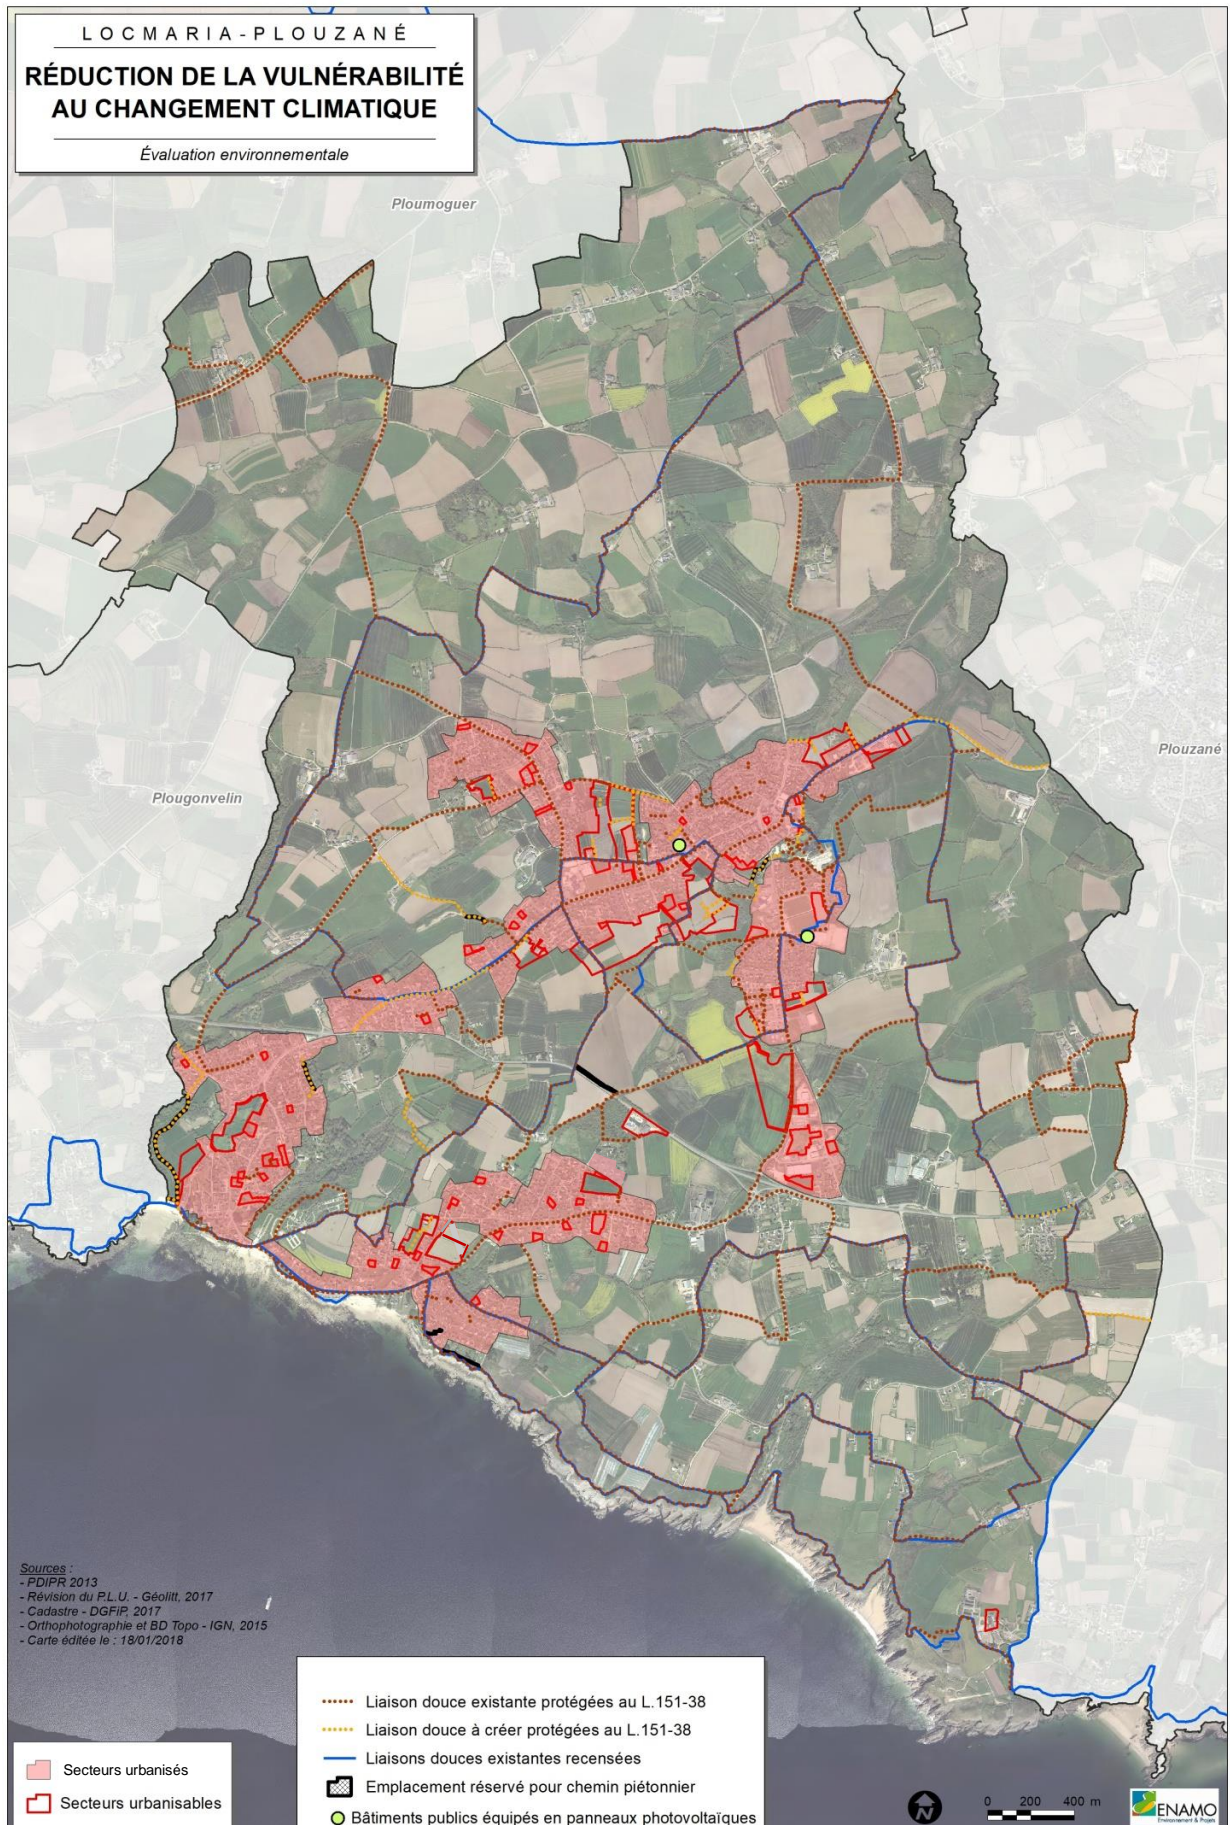 LOCMARIA-PLOUZANÉ
RÉDUCTION DE LA VULNÉRABILITÉ
AU CHANGEMENT CLIMATIQUE
Évaluation environnementale
Ploumoguer
Plouzané
Plougonvelin
Sources :
- PDIPR 2013
- Révision du P.L.U. - Géolitt, 2017
- Cadastre - DGFiP, 2017
- Orthophotographie et BD Topo - IGN, 2015
- Carte éditée le : 18/01/2018
Liaison douce existante protégées au L.151-38
Liaison douce à créer protégées au L.151-38
Liaisons douces existantes recensées
Emplacement réservé pour chemin piétonnier
Bâtiments publics équipés en panneaux photovoltaïques
Secteurs urbanisés
Secteurs urbanisables
N
0 200 400 m
ENAMO
Environnement & Projets